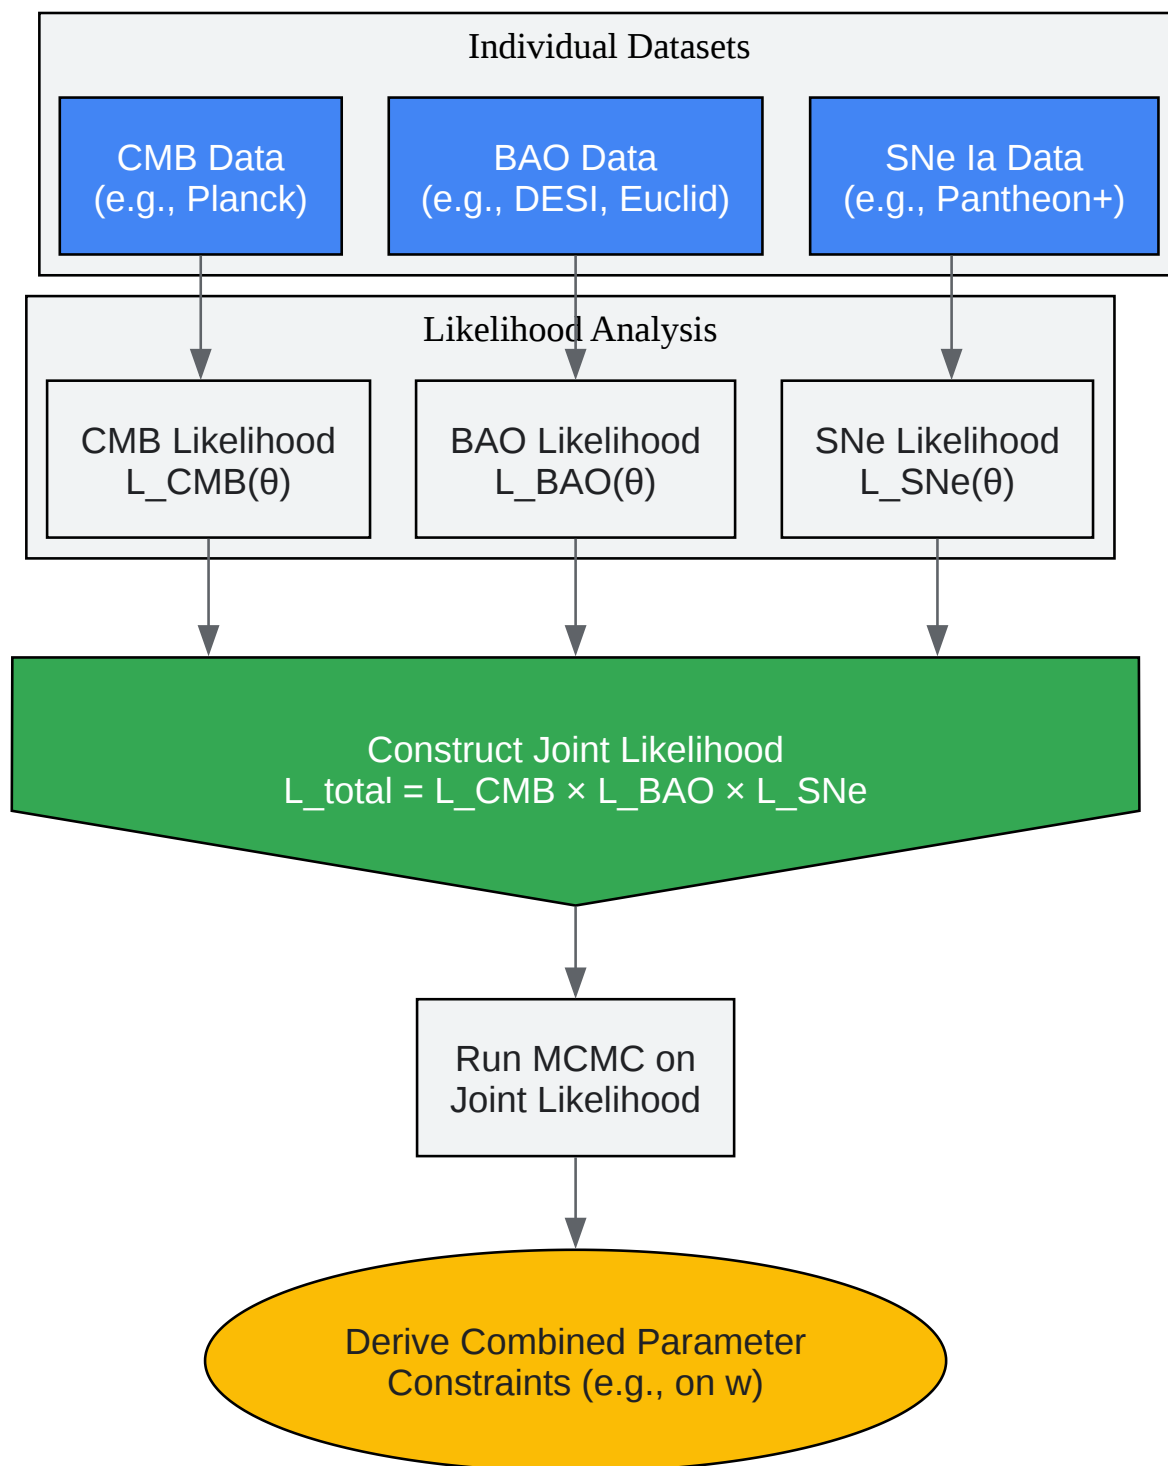 Individual Datasets
CMB Data
(e.g., Planck)
BAO Data
(e.g., DESI, Euclid)
SNe Ia Data
(e.g., Pantheon+)
Likelihood Analysis
CMB Likelihood
L_CMB(θ)
BAO Likelihood
L_BAO(θ)
SNe Likelihood
L_SNe(θ)
Construct Joint Likelihood
L_total = L_CMB × L_BAO × L_SNe
Run MCMC on
Joint Likelihood
Derive Combined Parameter
Constraints (e.g., on w)